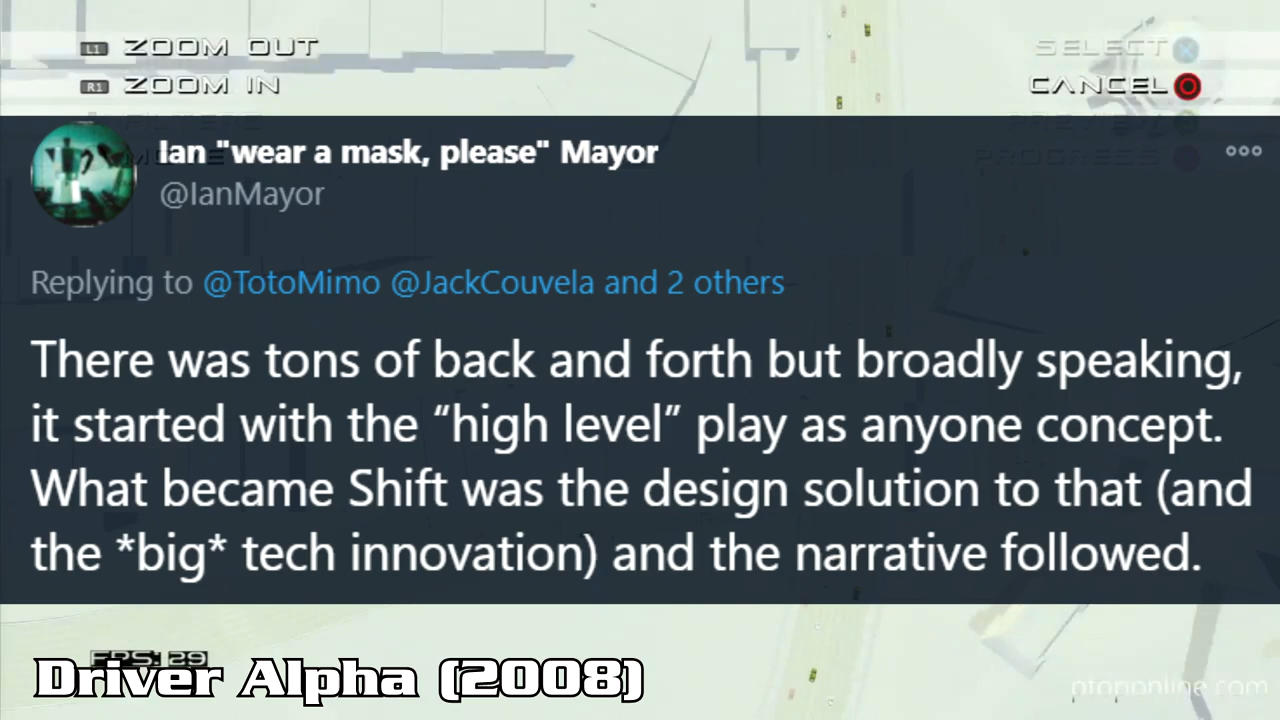 L1 ZOOM OUT
SELECT
R1 ZOOM IN
CANCEL
Ian "wear a mask, please" Mayor
PROGRESS
@IanMayor
Replying to @TotoMimo @JackCouvela and 2 others
There was tons of back and forth but broadly speaking,
it started with the “high level” play as anyone concept.
What became Shift was the design solution to that (and
the *big* tech innovation) and the narrative followed.
FPS: 29
Driver Alpha (2008)